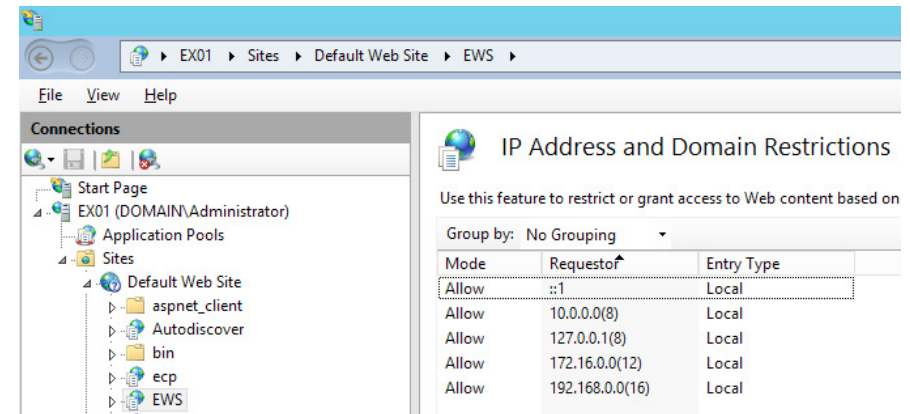 EX01 Sites Default Web Site EWS
File View Help
Connections
Start Page
EX01 (DOMAIN\Administrator)
Application Pools
Sites
Default Web Site
aspnet_client
Autodiscover
bin
ecp
EWS
IP Address and Domain Restrictions
Use this feature to restrict or grant access to Web content based on
Group by: No Grouping
Mode Requestor Entry Type
Allow ::1 Local
Allow 10.0.0.0(8) Local
Allow 127.0.0.1(8) Local
Allow 172.16.0.0(12) Local
Allow 192.168.0.0(16) Local